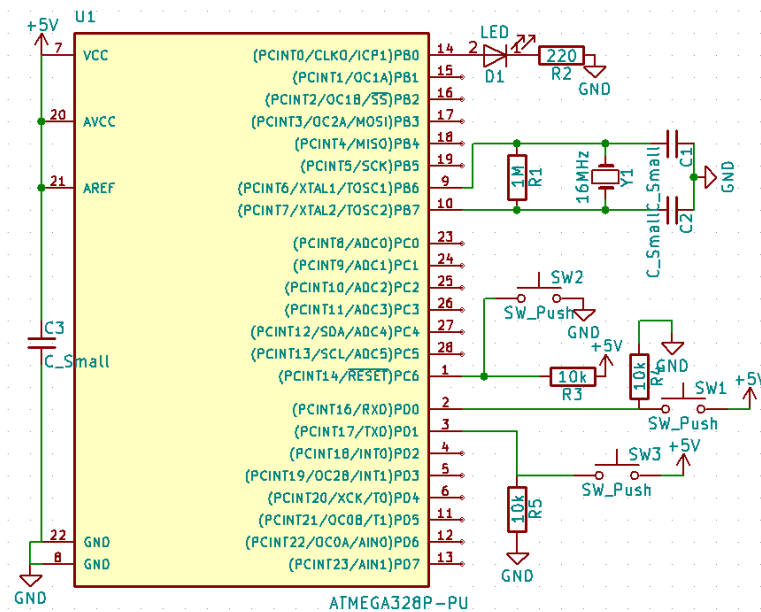 U1
+5V
7 VCC
20 AVCC
21 AREF
C3
C_Small
22 GND
8 GND
GND
(PCINT0/CLKO/ICP1)PB0 14
(PCINT1/OC1A)PB1 15
(PCINT2/OC1B/SS)PB2 16
(PCINT3/OC2A/MOSI)PB3 17
(PCINT4/MISO)PB4 18
(PCINT5/SCK)PB5 19
(PCINT6/XTAL1/TOSC1)PB6 9
(PCINT7/XTAL2/TOSC2)PB7 10
(PCINT8/ADC0)PC0 23
(PCINT9/ADC1)PC1 24
(PCINT10/ADC2)PC2 25
(PCINT11/ADC3)PC3 26
(PCINT12/SDA/ADC4)PC4 27
(PCINT13/SCL/ADC5)PC5 28
(PCINT14/RESET)PC6 1
(PCINT16/RXD)PD0 2
(PCINT17/TXD)PD1 3
(PCINT18/INT0)PD2 4
(PCINT19/OC2B/INT1)PD3 5
(PCINT20/XCK/T0)PD4 6
(PCINT21/OC0B/T1)PD5 11
(PCINT22/OC0A/AIN0)PD6 12
(PCINT23/AIN1)PD7 13
ATMEGA328P-PU
LED
2 1
D1
220
R2
GND
1M
R1
16MHz
Y1
C_Small
C1
C_Small
C2
GND
SW2
SW_Push
GND
+5V
10k
R3
10k
R4
GND
SW1
SW_Push
+5V
SW3
SW_Push
+5V
10k
R5
GND